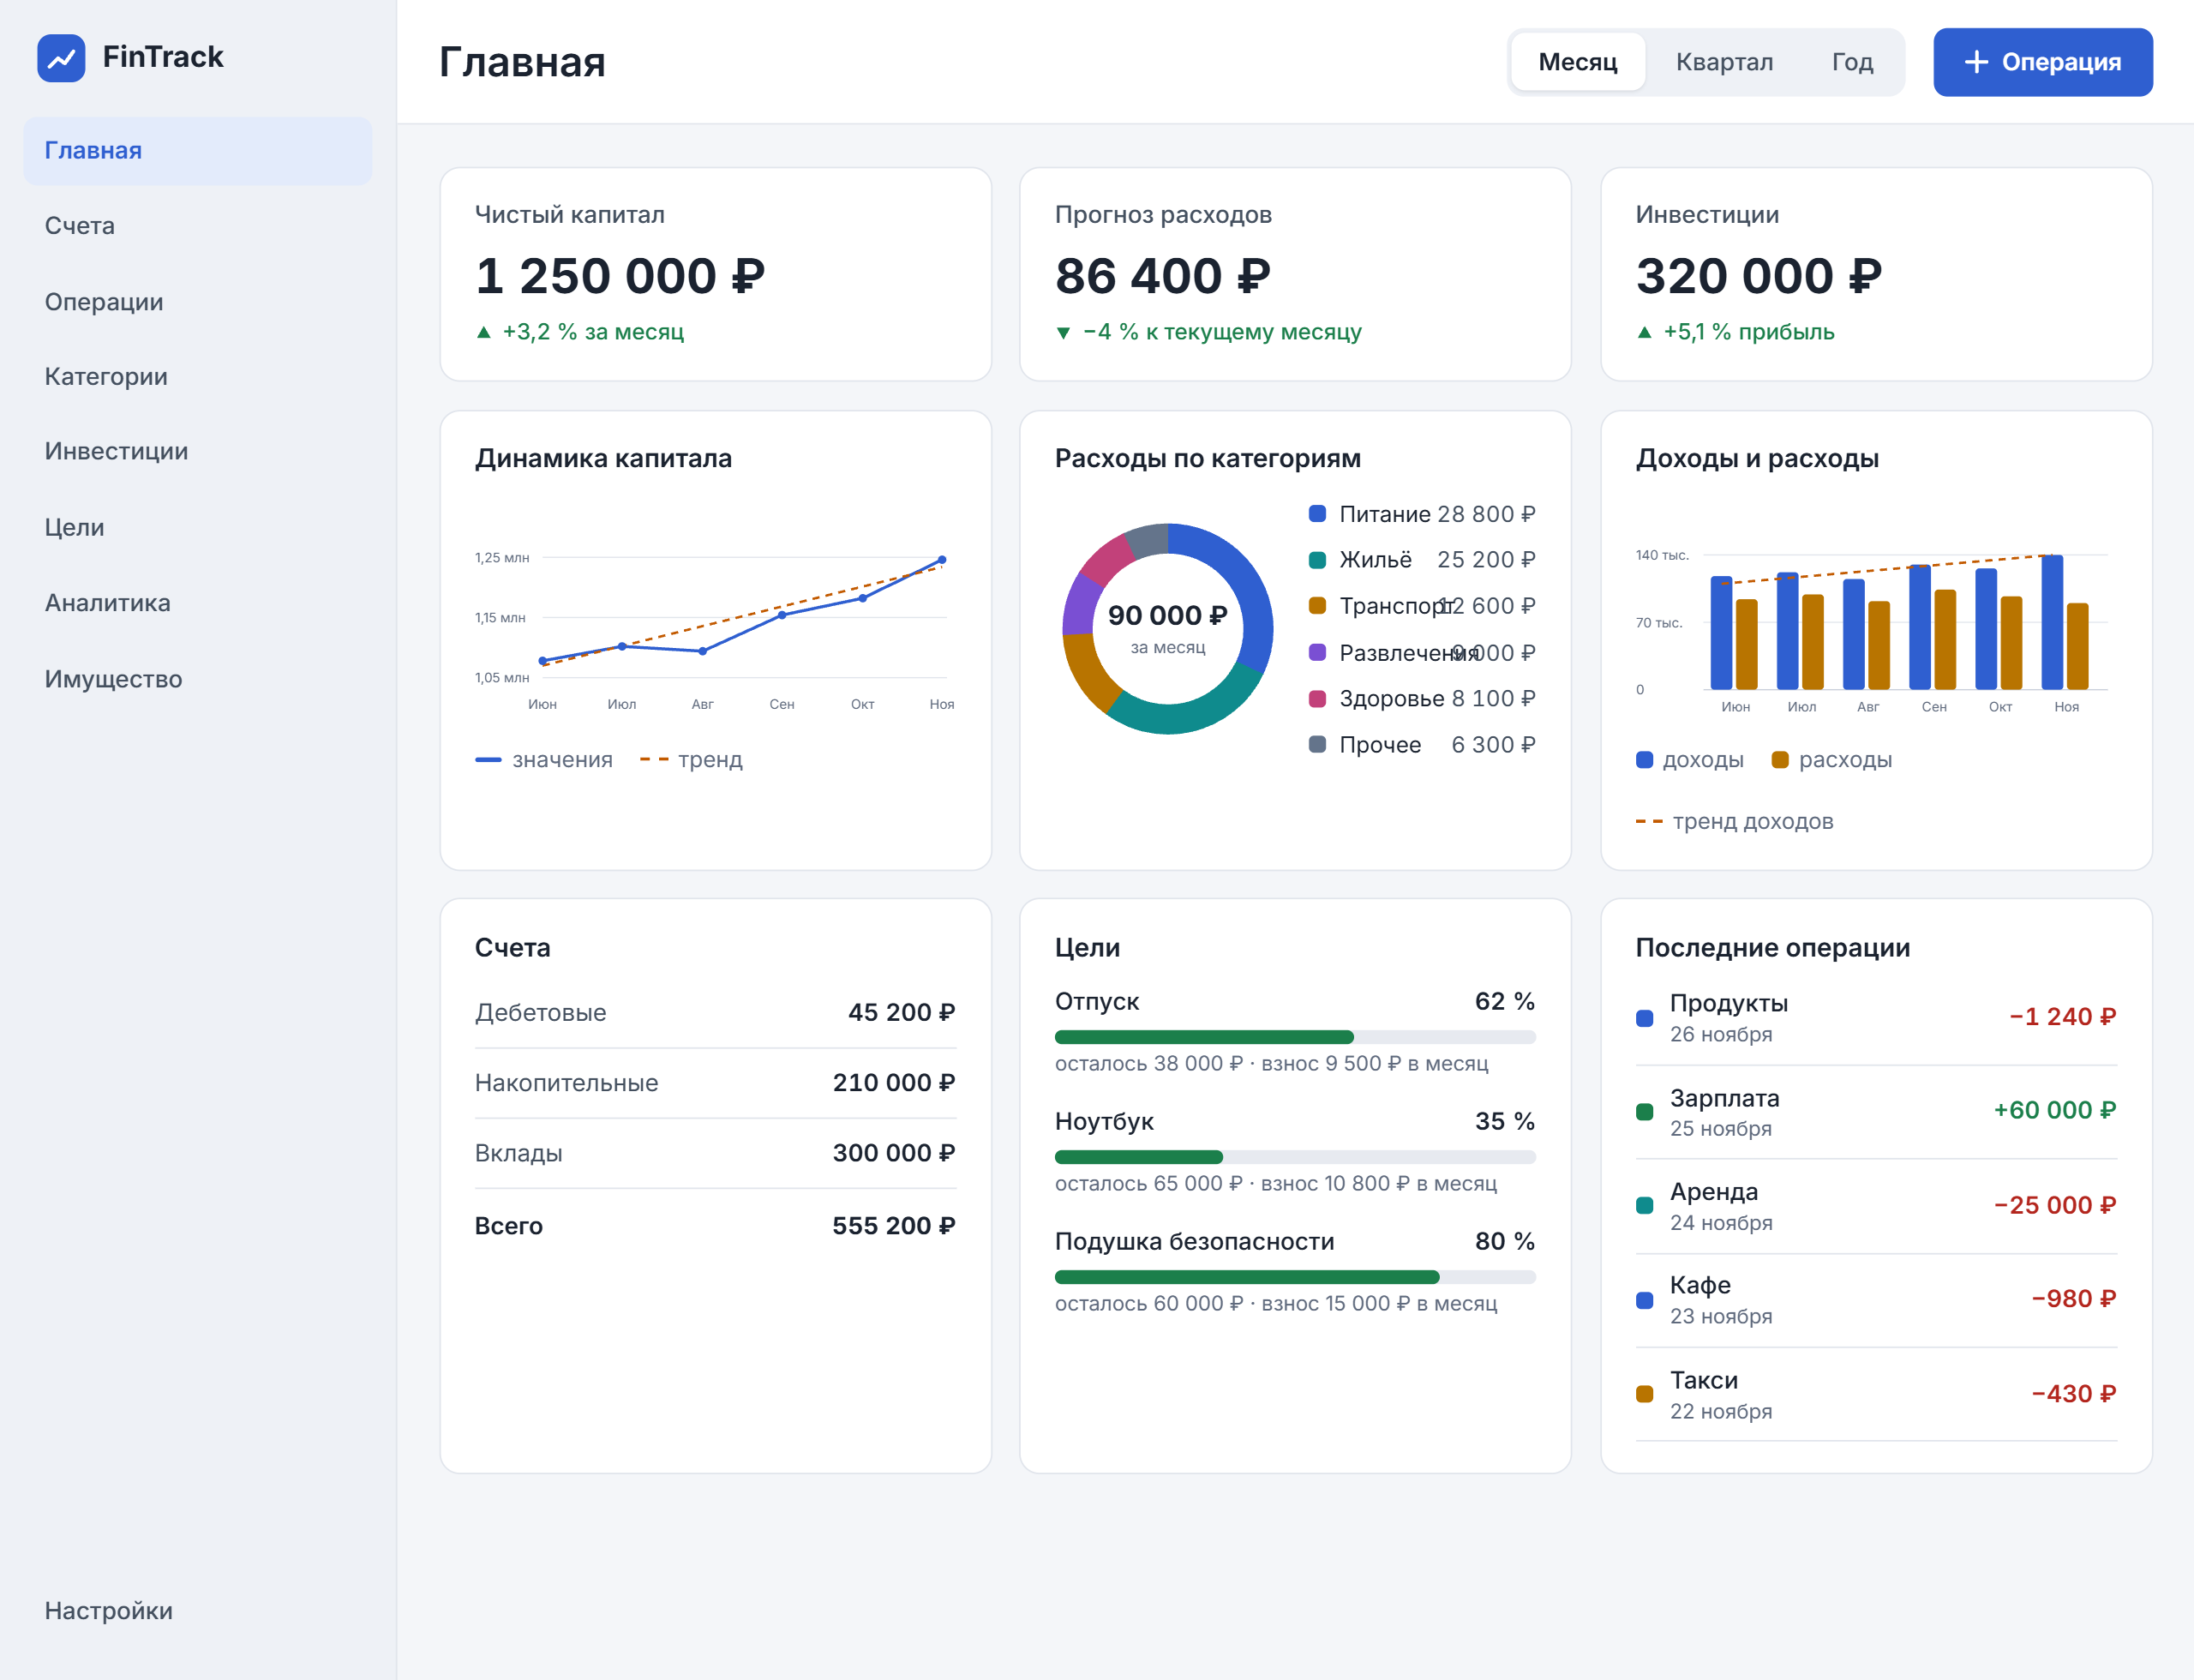 FinTrack
Главная
Счета
Операции
Категории
Инвестиции
Цели
Аналитика
Имущество
Настройки
Главная
Месяц Квартал Год
Операция
Чистый капитал
1 250 000 ₽
▲ +3,2 % за месяц
Прогноз расходов
86 400 ₽
▼ −4 % к текущему месяцу
Инвестиции
320 000 ₽
▲ +5,1 % прибыль
Динамика капитала
1,25 млн
1,15 млн
1,05 млн
Июн Июл Авг Сен Окт Ноя
значения тренд
Расходы по категориям
90 000 ₽
за месяц
Питание 28 800 ₽
Жильё 25 200 ₽
Транспорт 12 600 ₽
Развлечения 9 000 ₽
Здоровье 8 100 ₽
Прочее 6 300 ₽
Доходы и расходы
140 тыс.
70 тыс.
0
Июн Июл Авг Сен Окт Ноя
доходы расходы
тренд доходов
Счета
Дебетовые 45 200 ₽
Накопительные 210 000 ₽
Вклады 300 000 ₽
Всего 555 200 ₽
Цели
Отпуск 62 %
осталось 38 000 ₽ · взнос 9 500 ₽ в месяц
Ноутбук 35 %
осталось 65 000 ₽ · взнос 10 800 ₽ в месяц
Подушка безопасности 80 %
осталось 60 000 ₽ · взнос 15 000 ₽ в месяц
Последние операции
Продукты −1 240 ₽
26 ноября
Зарплата +60 000 ₽
25 ноября
Аренда −25 000 ₽
24 ноября
Кафе −980 ₽
23 ноября
Такси −430 ₽
22 ноября